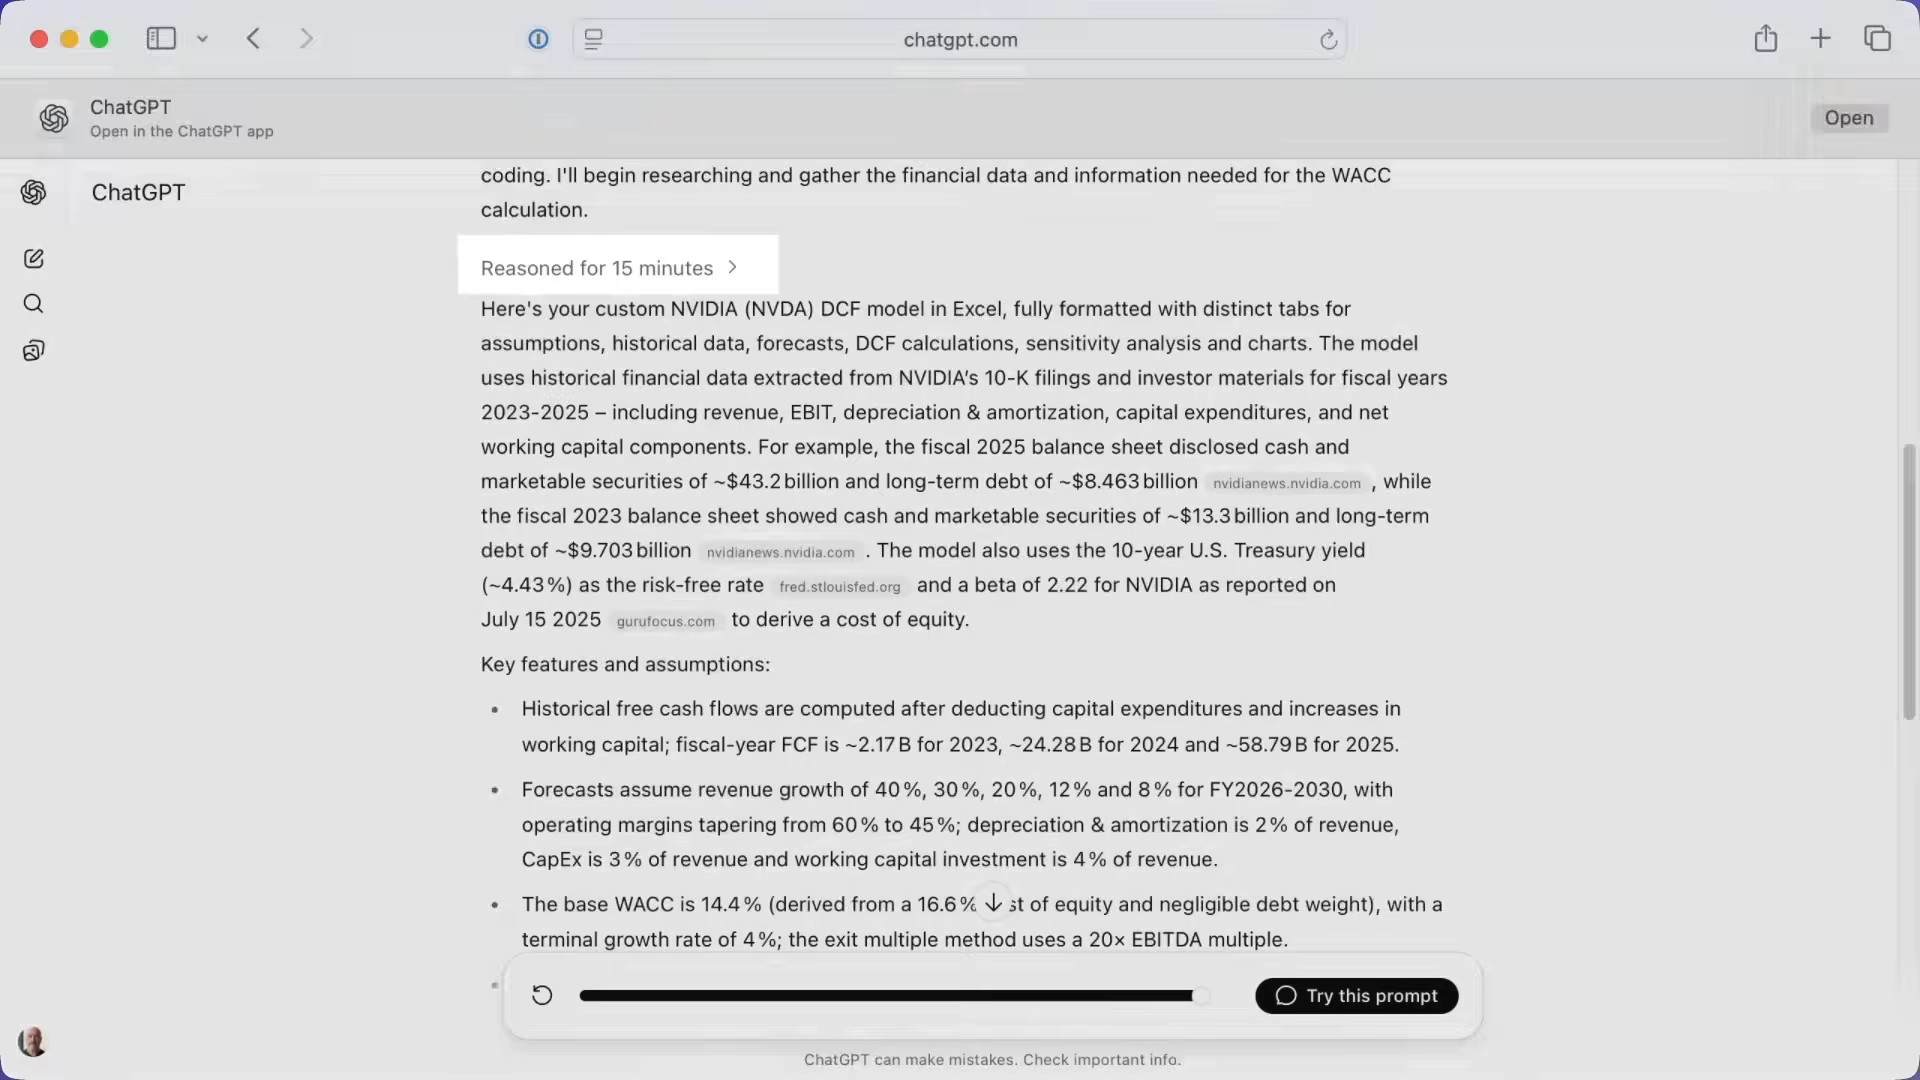 chatgpt.com
ChatGPT
Open in the ChatGPT app
Open
ChatGPT
coding. I'll begin researching and gather the financial data and information needed for the WACC
calculation.
Reasoned for 15 minutes
Here's your custom NVIDIA (NVDA) DCF model in Excel, fully formatted with distinct tabs for
assumptions, historical data, forecasts, DCF calculations, sensitivity analysis and charts. The model
uses historical financial data extracted from NVIDIA's 10-K filings and investor materials for fiscal years
2023-2025 – including revenue, EBIT, depreciation & amortization, capital expenditures, and net
working capital components. For example, the fiscal 2025 balance sheet disclosed cash and
marketable securities of ~$43.2 billion and long-term debt of ~$8.463 billion nvidianews.nvidia.com , while
the fiscal 2023 balance sheet showed cash and marketable securities of ~$13.3 billion and long-term
debt of ~$9.703 billion nvidianews.nvidia.com . The model also uses the 10-year U.S. Treasury yield
(~4.43 %) as the risk-free rate fred.stlouisfed.org and a beta of 2.22 for NVIDIA as reported on
July 15 2025 gurufocus.com to derive a cost of equity.
Key features and assumptions:
• Historical free cash flows are computed after deducting capital expenditures and increases in
working capital; fiscal-year FCF is ~2.17 B for 2023, ~24.28 B for 2024 and ~58.79 B for 2025.
• Forecasts assume revenue growth of 40 %, 30 %, 20 %, 12 % and 8 % for FY2026-2030, with
operating margins tapering from 60 % to 45 %; depreciation & amortization is 2 % of revenue,
CapEx is 3 % of revenue and working capital investment is 4 % of revenue.
• The base WACC is 14.4 % (derived from a 16.6 % st of equity and negligible debt weight), with a
terminal growth rate of 4 %; the exit multiple method uses a 20× EBITDA multiple.
Try this prompt
ChatGPT can make mistakes. Check important info.